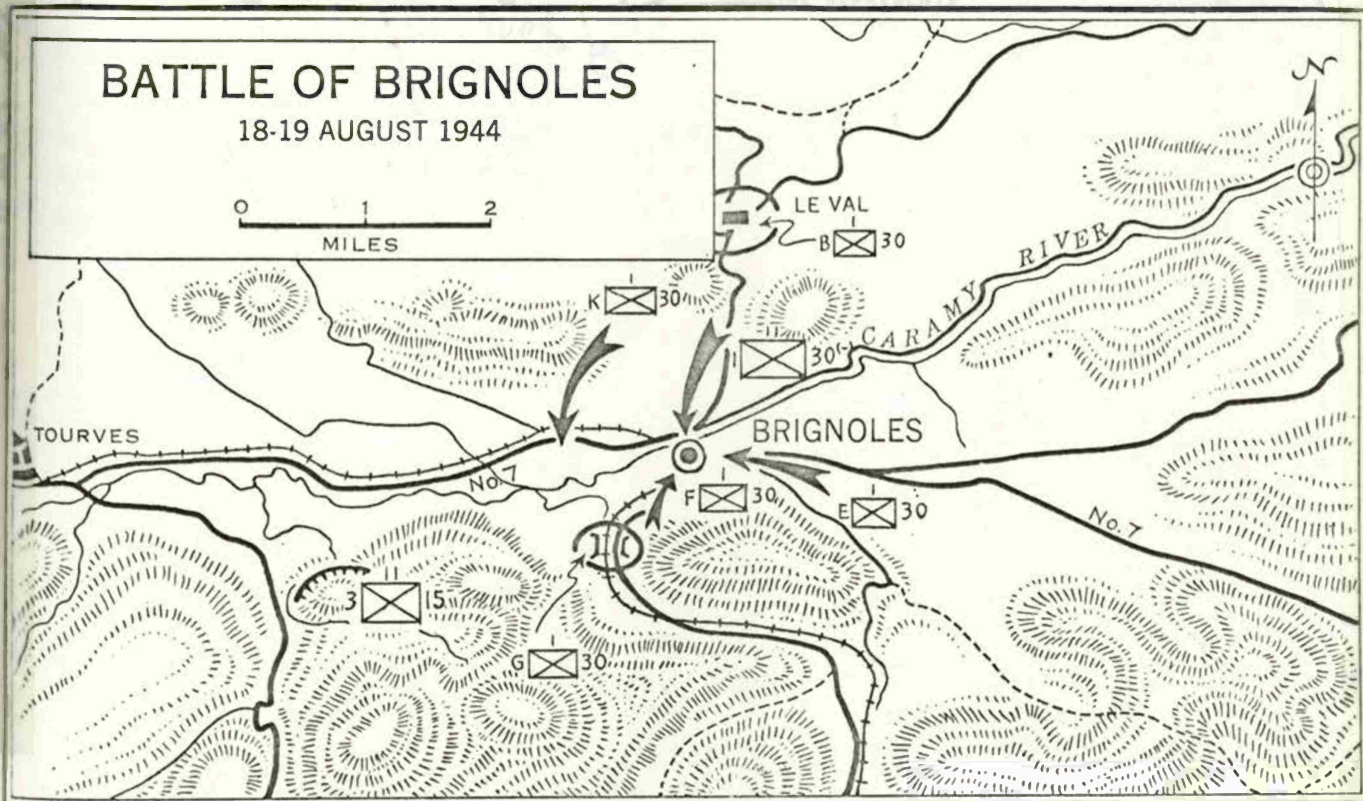 BATTLE OF BRIGNOLES
18-19 AUGUST 1944
0 1 2
MILES
N
LE VAL
B 30
CARAMY RIVER
K 30
1 30(-)
TOURVES
BRIGNOLES
No. 7
F 30
E 30
No. 7
3 15
G 30